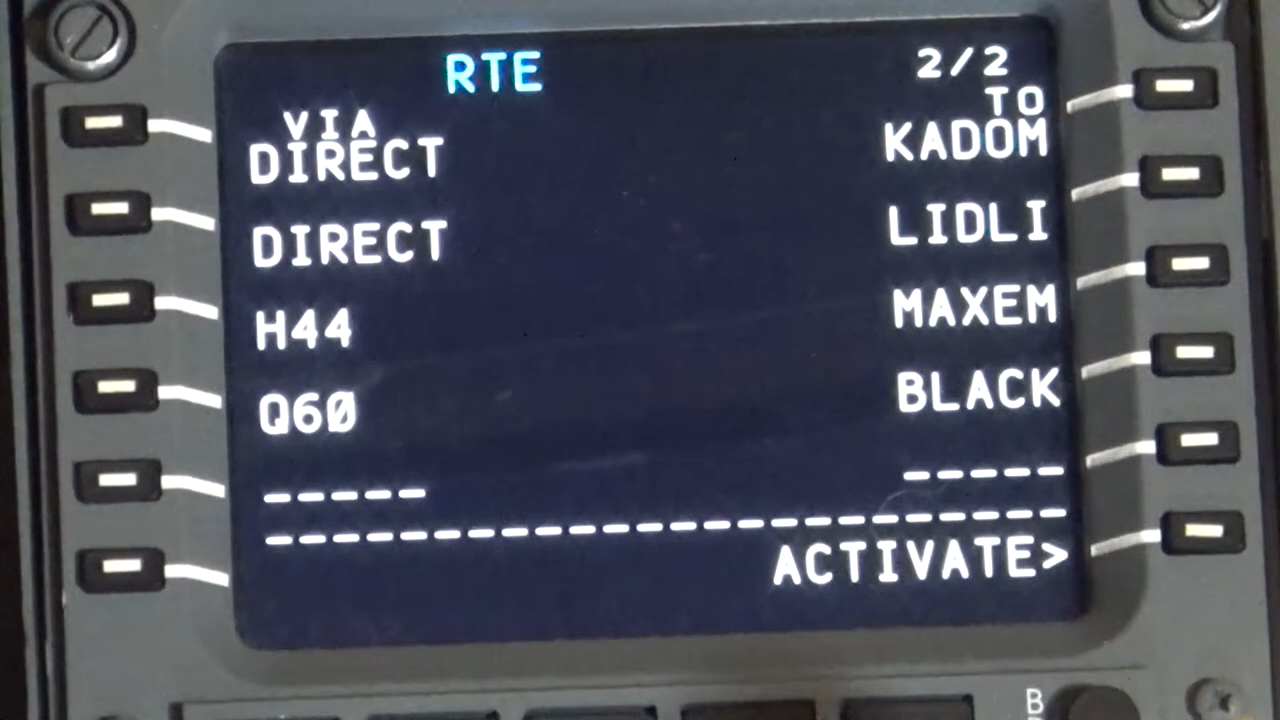 RTE 2/2
VIA TO
DIRECT KADOM
DIRECT LIDLI
H44 MAXEM
Q60 BLACK
----- -----
------------------------
ACTIVATE>
B